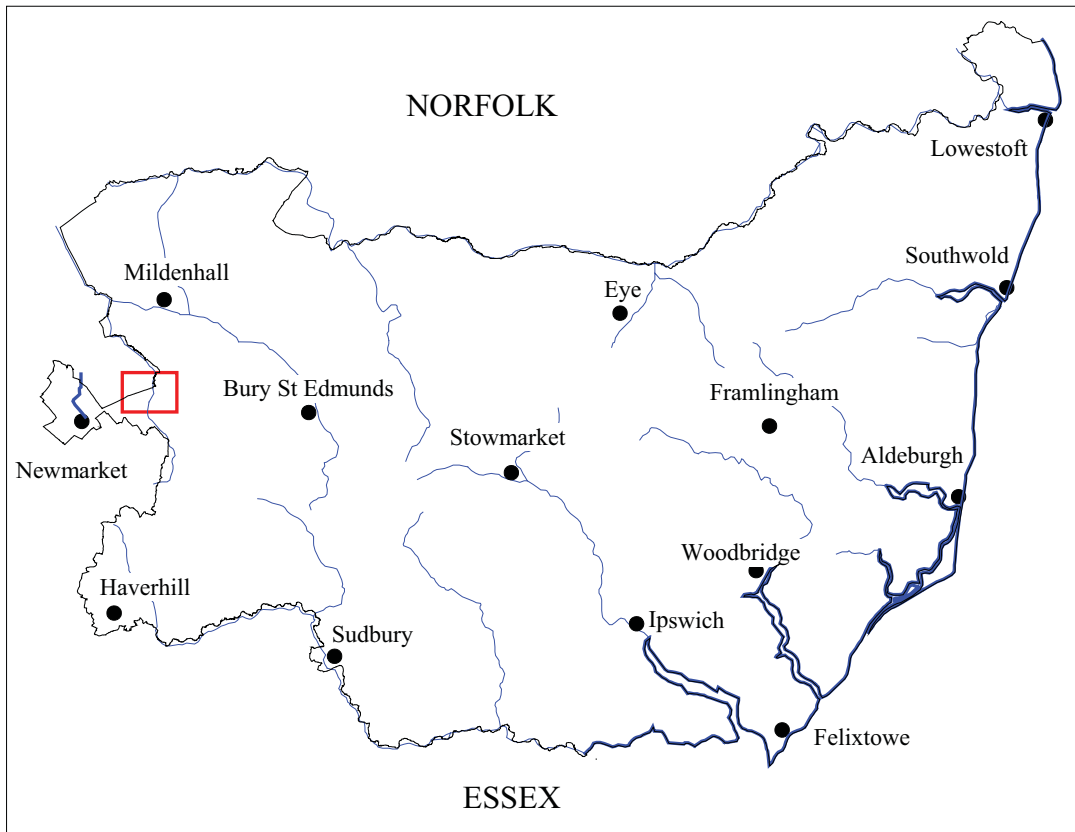 NORFOLK
Lowestoft
Southwold
Mildenhall
Eye
Bury St Edmunds
Framlingham
Stowmarket
Aldeburgh
Newmarket
Woodbridge
Haverhill
Ipswich
Sudbury
Felixtowe
ESSEX